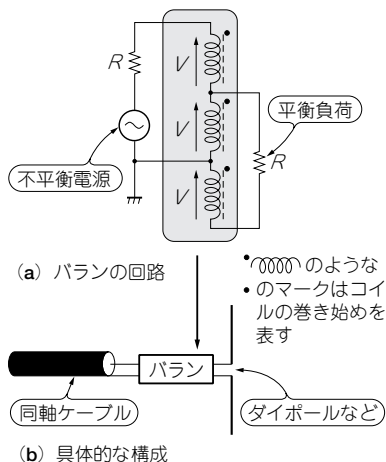 R
V
V
V
R
不平衡電源
平衡負荷
(a) バランの回路
のような
のマークはコイ
ルの巻き始めを
表す
バラン
同軸ケーブル
ダイポールなど
(b) 具体的な構成